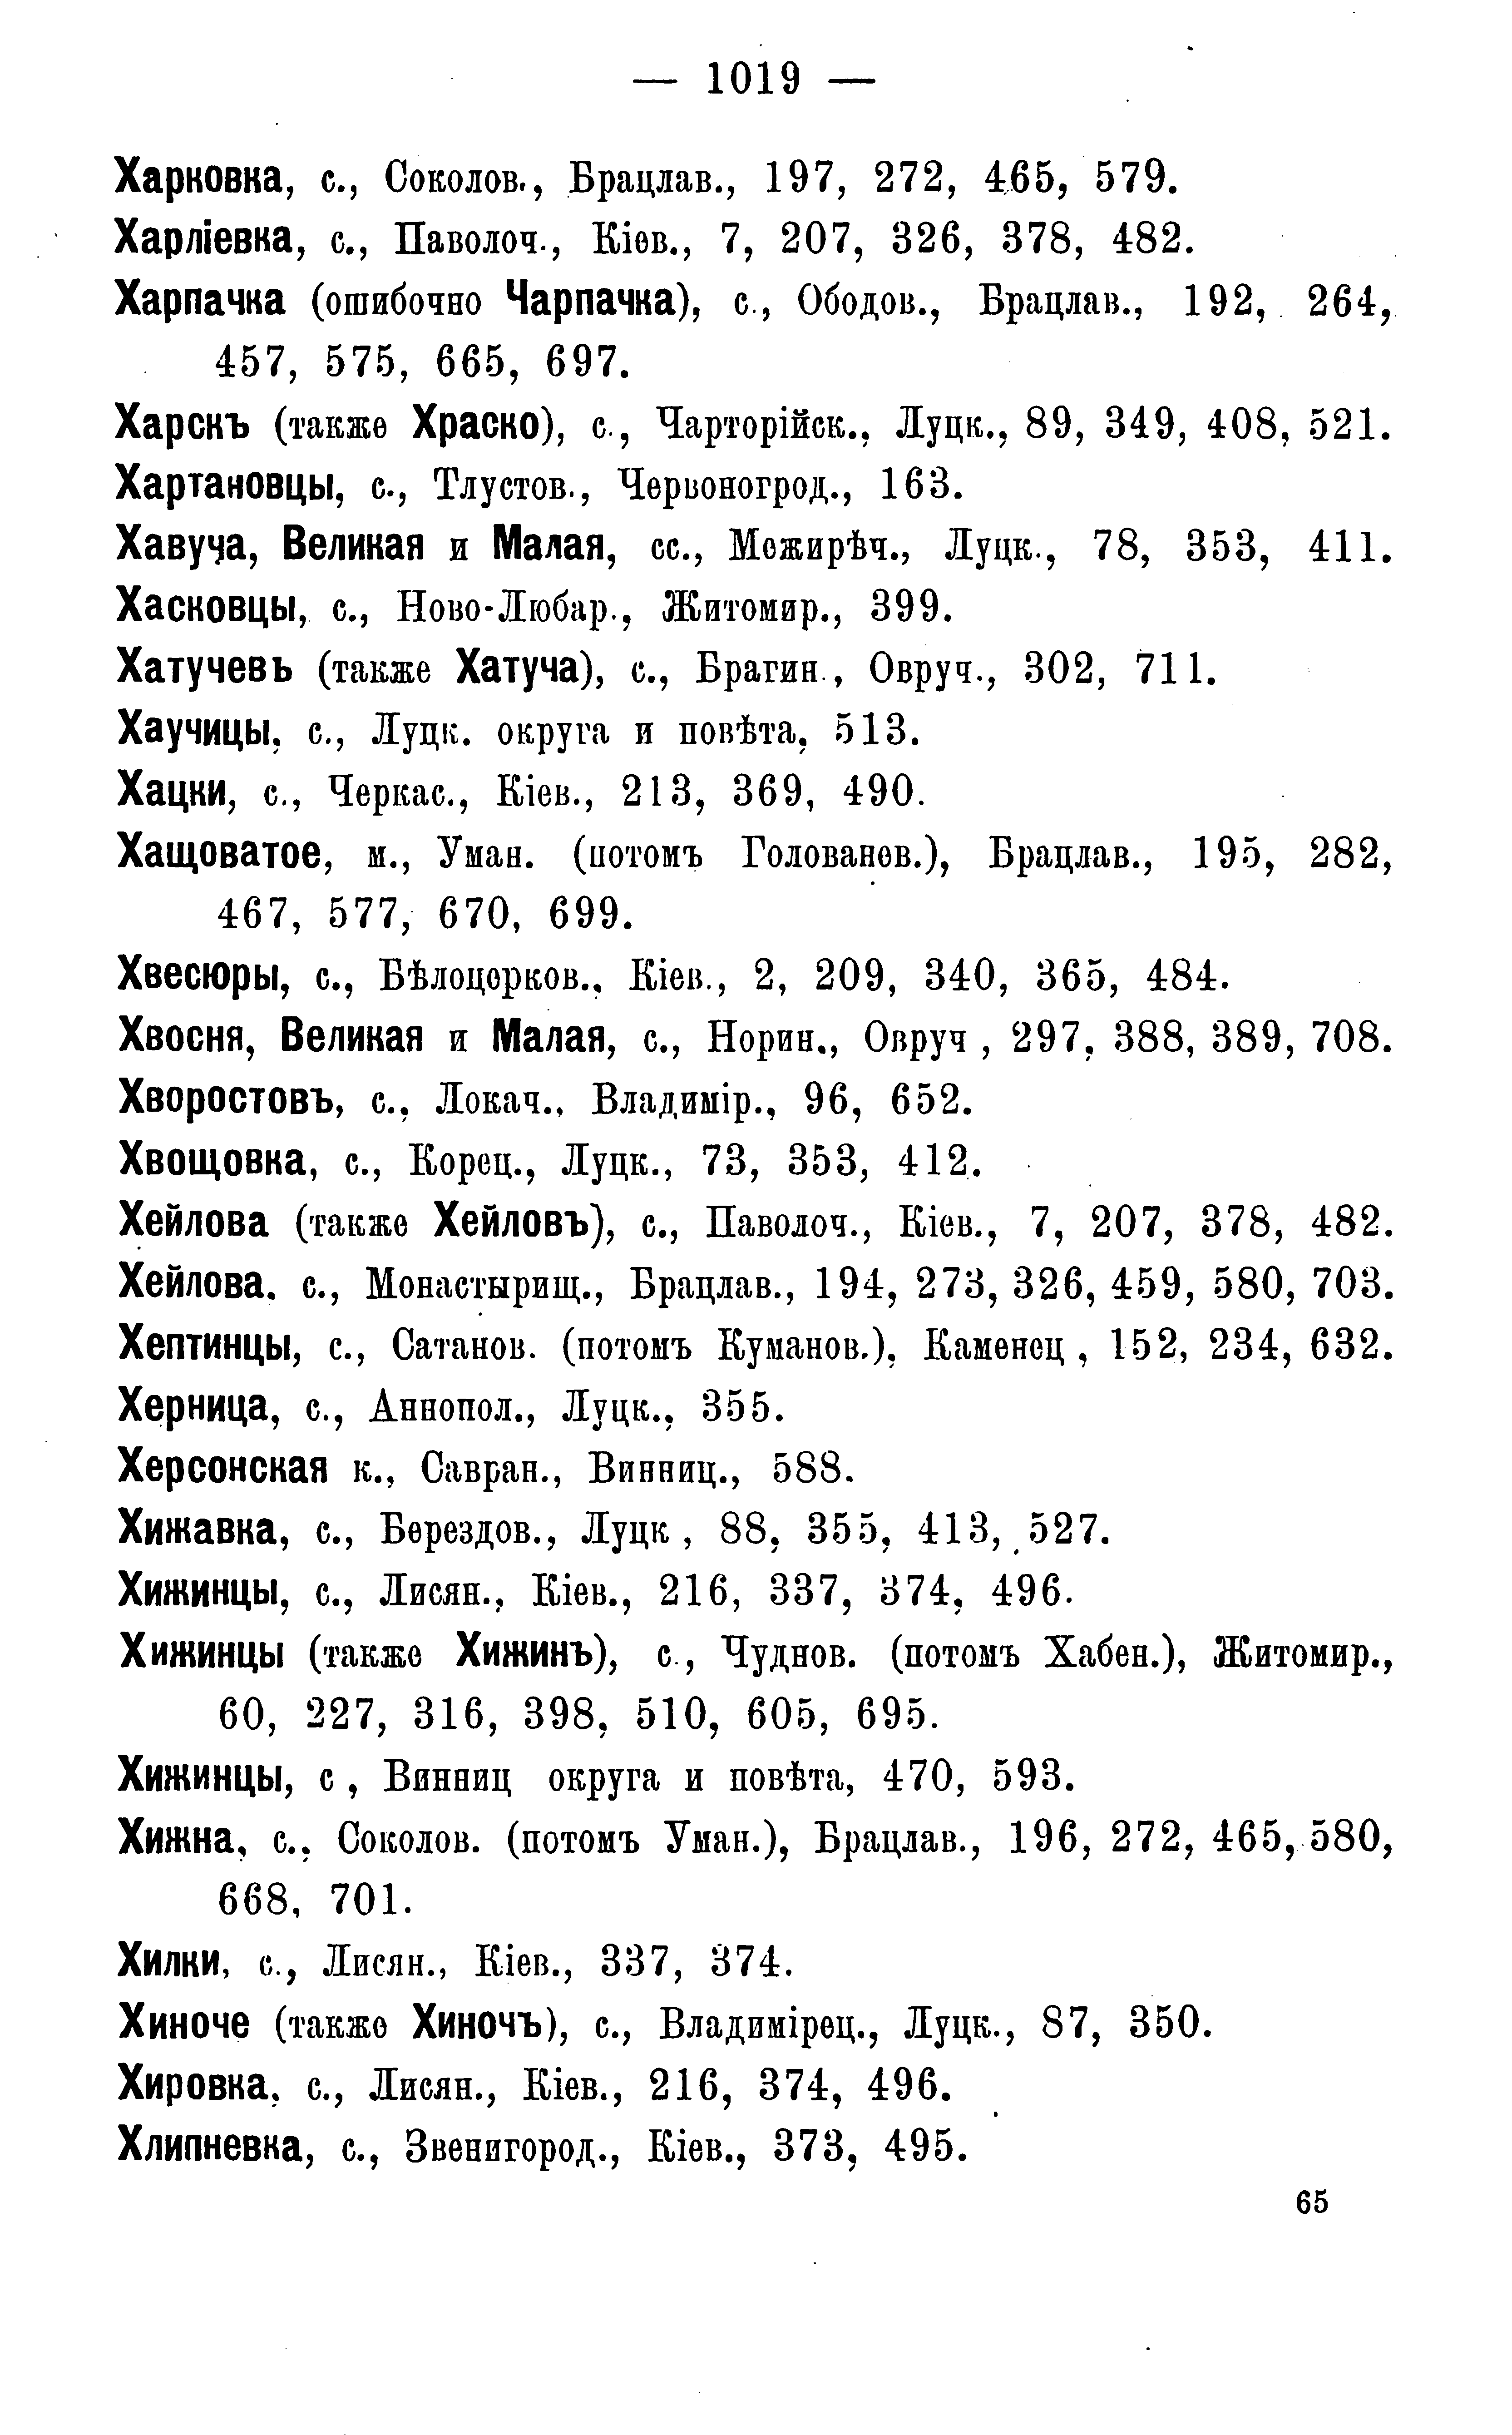 — 1019 —
Харковка, с., Соколов., Брацлав., 197, 272, 465, 579.
Харліевка, с., Паволоч., Кіев., 7, 207, 326, 378, 482.
Харпачка (ошибочно Чарпачка), с., Ободов., Брацлав., 192, 264,
457, 575, 665, 697.
Харскъ (также Храско), с., Чарторійск., Луцк., 89, 349, 408, 521.
Хартановцы, с., Тлустов., Червоногрод., 163.
Хавуча, Великая и Малая, сс., Межирѣч., Луцк., 78, 353, 411.
Хасковцы, с., Ново-Любар., Житомир., 399.
Хатучевь (также Хатуча), с., Брагин., Овруч., 302, 711.
Хаучицы, с., Луцк. округа и повѣта, 513.
Хацки, с., Черкас., Кіев., 213, 369, 490.
Хащоватое, м., Уман. (потомъ Голованев.), Брацлав., 195, 282,
467, 577, 670, 699.
Хвесюры, с., Бѣлоцерков., Кіев., 2, 209, 340, 365, 484.
Хвосня, Великая и Малая, с., Норин., Овруч , 297, 388, 389, 708.
Хворостовъ, с., Локач., Владимір., 96, 652.
Хвощовка, с., Корец., Луцк., 73, 353, 412.
Хейлова (также Хейловъ), с., Паволоч., Кіев., 7, 207, 378, 482.
Хейлова. с., Монастырищ., Брацлав., 194, 273, 326, 459, 580, 703.
Хептинцы, с., Сатанов. (потомъ Куманов.), Каменец , 152, 234, 632.
Херница, с., Аннопол., Луцк., 355.
Херсонская к., Савран., Винниц., 588.
Хижавка, с., Берездов., Луцк , 88, 355, 413, 527.
Хижинцы, с., Лисян., Кіев., 216, 337, 374, 496.
Хижинцы (также Хижинъ), с., Чуднов. (потомъ Хабен.), Житомир.,
60, 227, 316, 398, 510, 605, 695.
Хижинцы, с , Винниц округа и повѣта, 470, 593.
Хижна, с., Соколов. (потомъ Уман.), Брацлав., 196, 272, 465, 580,
668, 701.
Хилки, с., Лисян., Кіев., 337, 374.
Хиноче (также Хиночъ), с., Владимірец., Луцк., 87, 350.
Хировка, с., Лисян., Кіев., 216, 374, 496.
Хлипневка, с., Звенигород., Кіев., 373, 495.
65